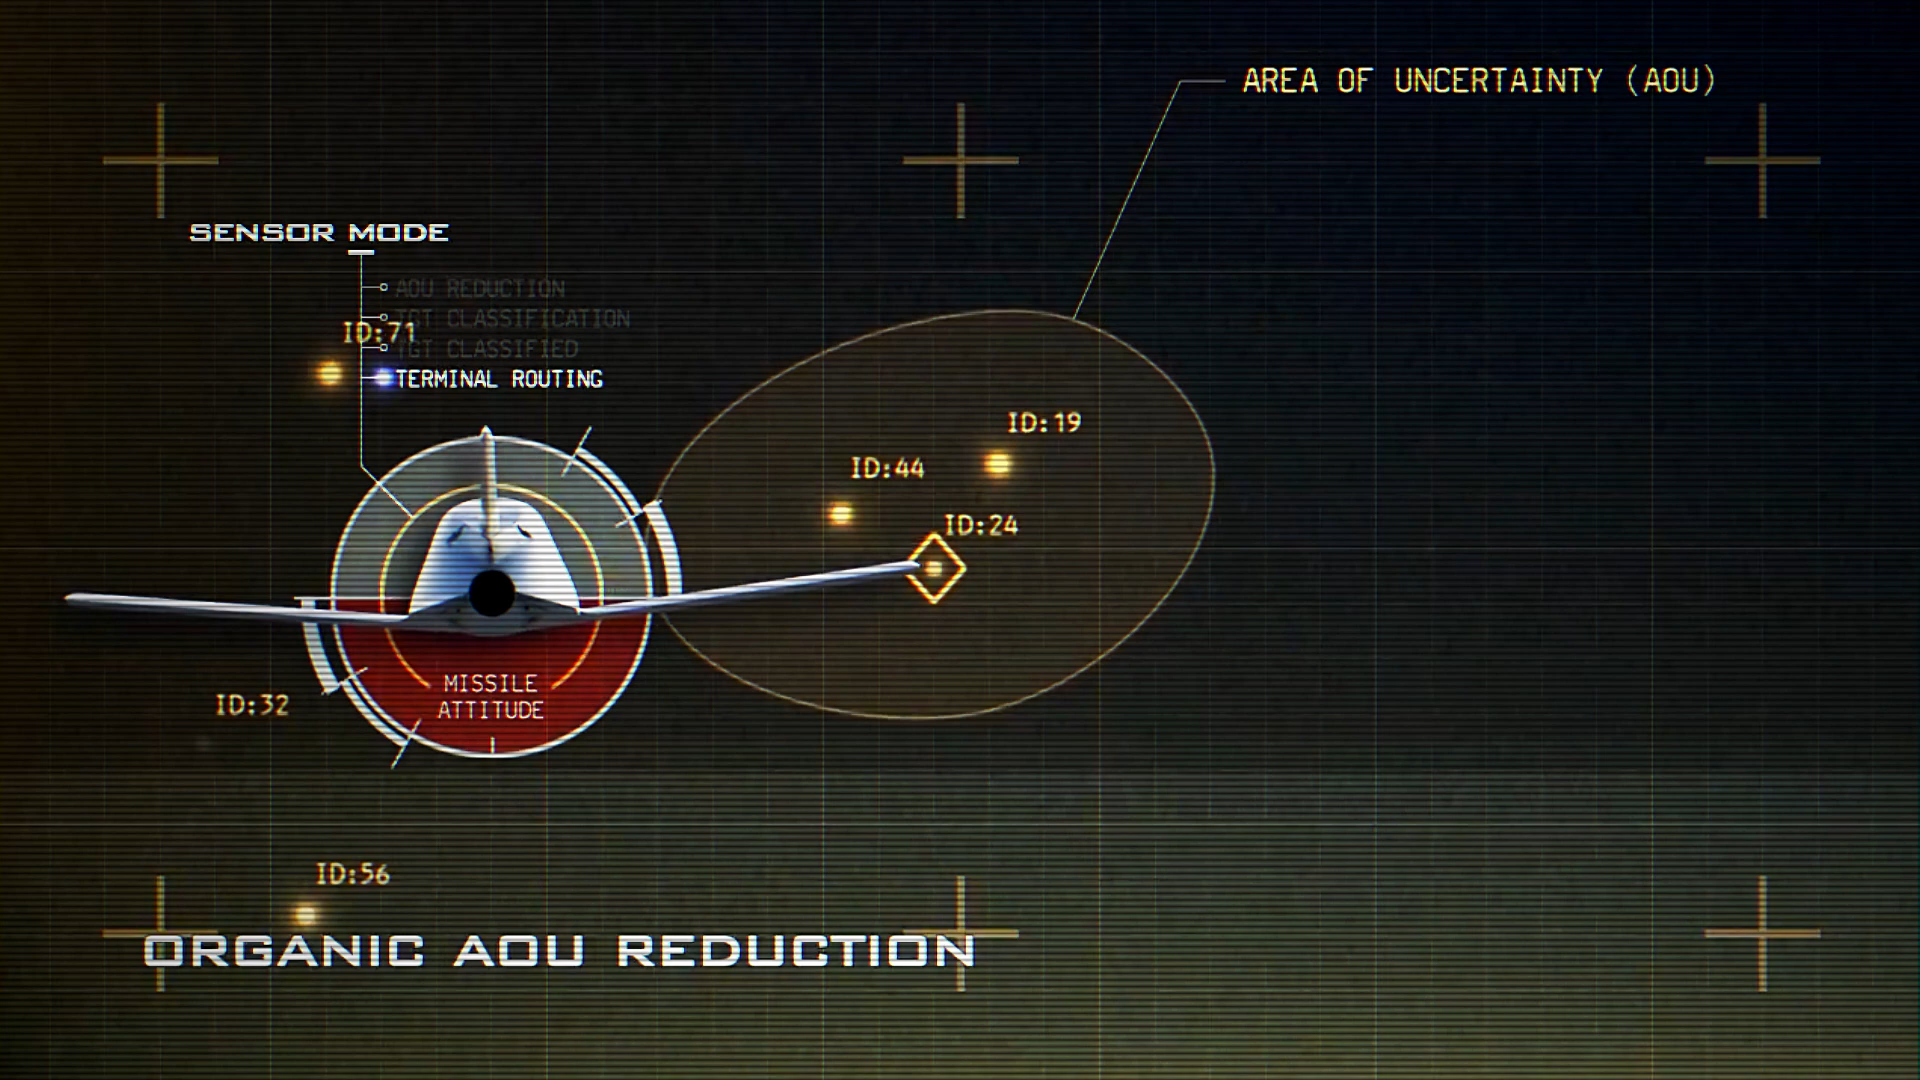 AREA OF UNCERTAINTY (AOU)
SENSOR MODE
AOU REDUCTION
TGT CLASSIFICATION
ID:71
TGT CLASSIFIED
TERMINAL ROUTING
ID:19
ID:44
ID:24
MISSILE
ATTITUDE
ID:32
ID:56
ORGANIC AOU REDUCTION